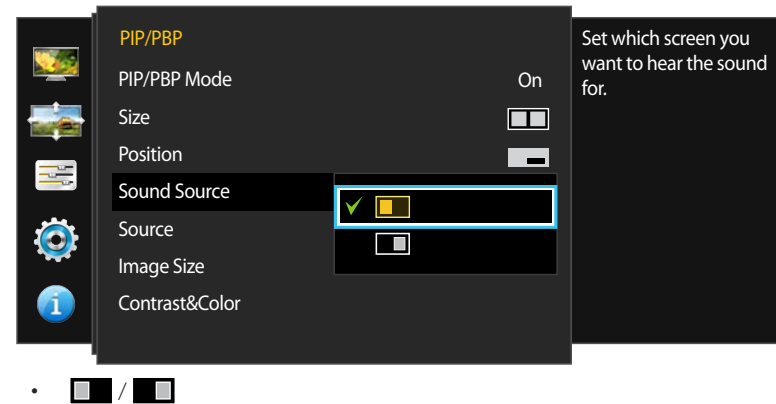 PIP/PBP
PIP/PBP Mode On
Size
Position
Sound Source
Source
Image Size
Contrast&Color
Set which screen you
want to hear the sound
for.
• /